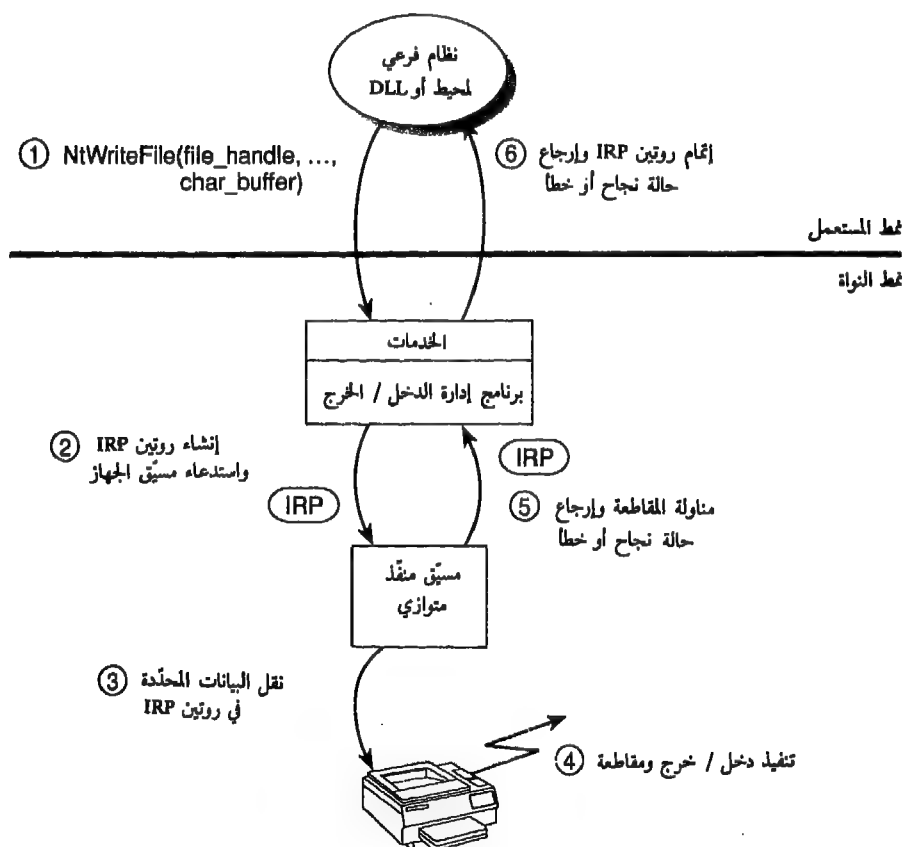 نظام فرعي
لمحيط أو DLL
① NtWriteFile(file_handle, ...,
char_buffer)
⑥ إتمام روتين IRP وإرجاع
حالة نجاح أو خطأ
نمط المستعمل
نمط النواة
الخدمات
برنامج إدارة الدخل / الخرج
② إنشاء روتين IRP
واستدعاء مسيّق الجهاز
IRP
IRP
⑤ مناولة المقاطعة وإرجاع
حالة نجاح أو خطأ
مسيّق منفّذ
متوازي
③ نقل البيانات المحدّدة
في روتين IRP
④ تنفيذ دخل / خرج ومقاطعة